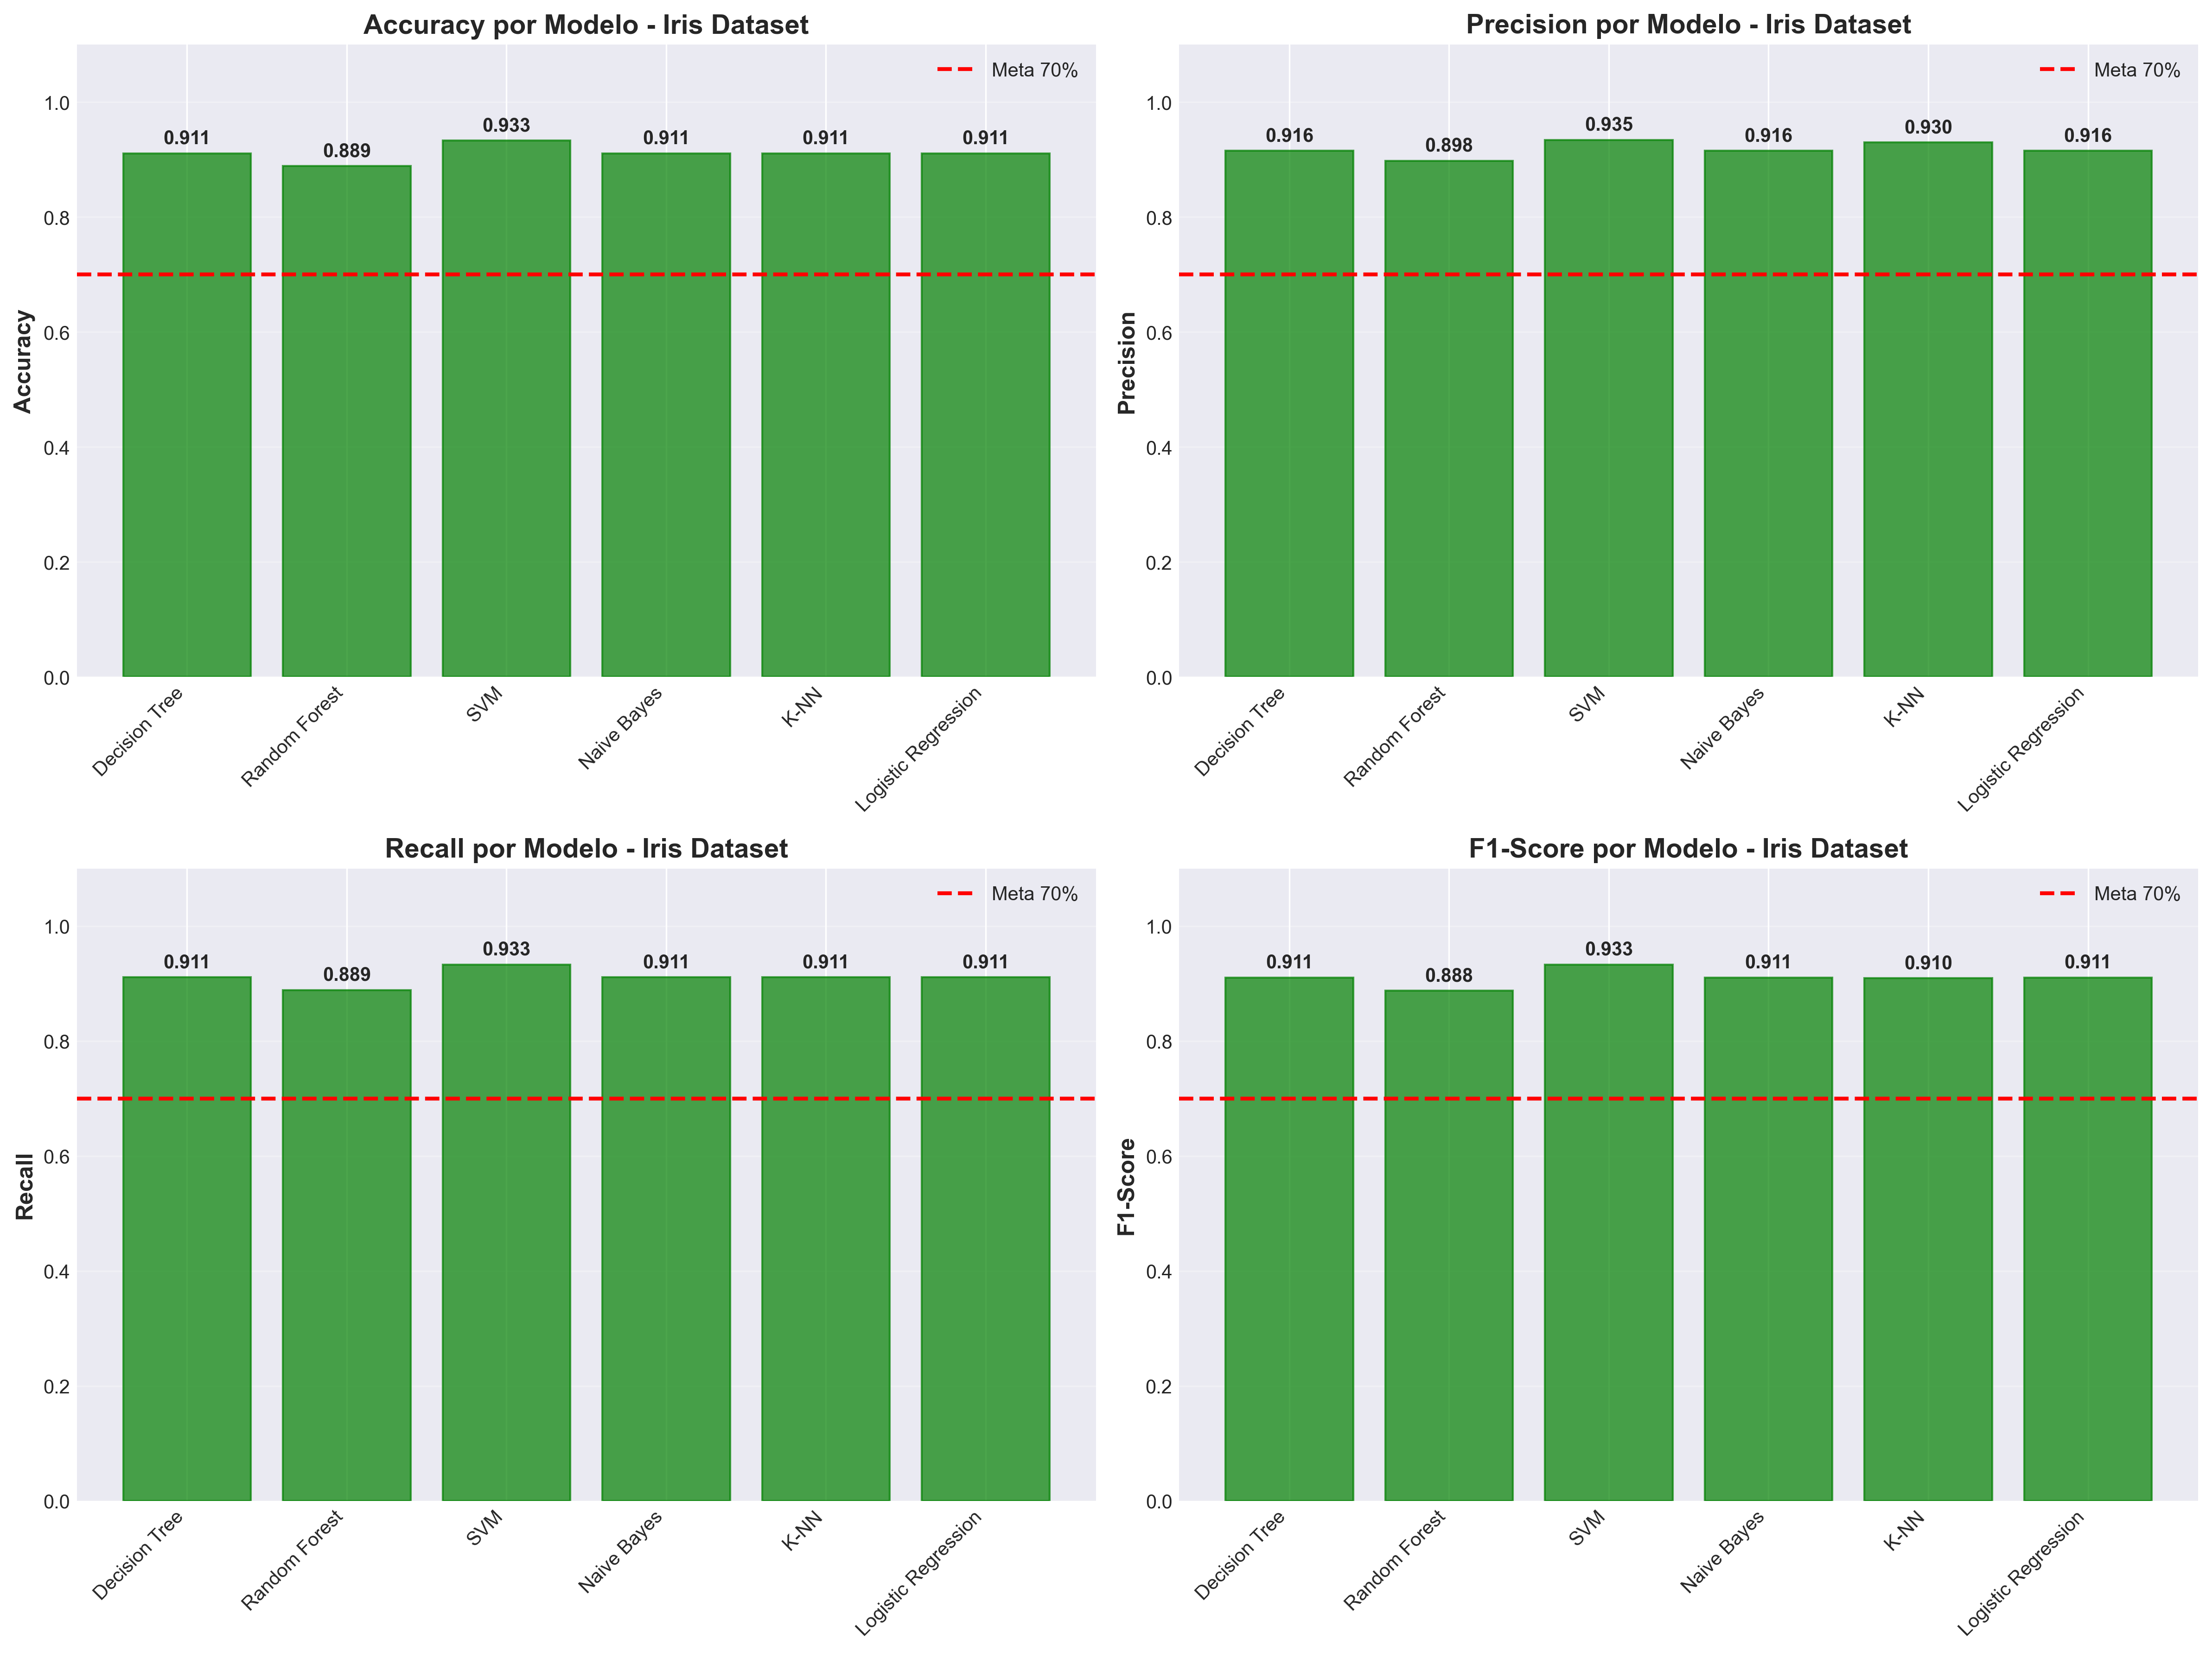 Accuracy por Modelo - Iris Dataset
Meta 70%
1.0
0.8
0.6
0.4
0.2
0.0
Accuracy
0.911
0.889
0.933
0.911
0.911
0.911
Decision Tree
Random Forest
SVM
Naive Bayes
K-NN
Logistic Regression
Precision por Modelo - Iris Dataset
Meta 70%
1.0
0.8
0.6
0.4
0.2
0.0
Precision
0.916
0.898
0.935
0.916
0.930
0.916
Decision Tree
Random Forest
SVM
Naive Bayes
K-NN
Logistic Regression
Recall por Modelo - Iris Dataset
Meta 70%
1.0
0.8
0.6
0.4
0.2
0.0
Recall
0.911
0.889
0.933
0.911
0.911
0.911
Decision Tree
Random Forest
SVM
Naive Bayes
K-NN
Logistic Regression
F1-Score por Modelo - Iris Dataset
Meta 70%
1.0
0.8
0.6
0.4
0.2
0.0
F1-Score
0.911
0.888
0.933
0.911
0.910
0.911
Decision Tree
Random Forest
SVM
Naive Bayes
K-NN
Logistic Regression